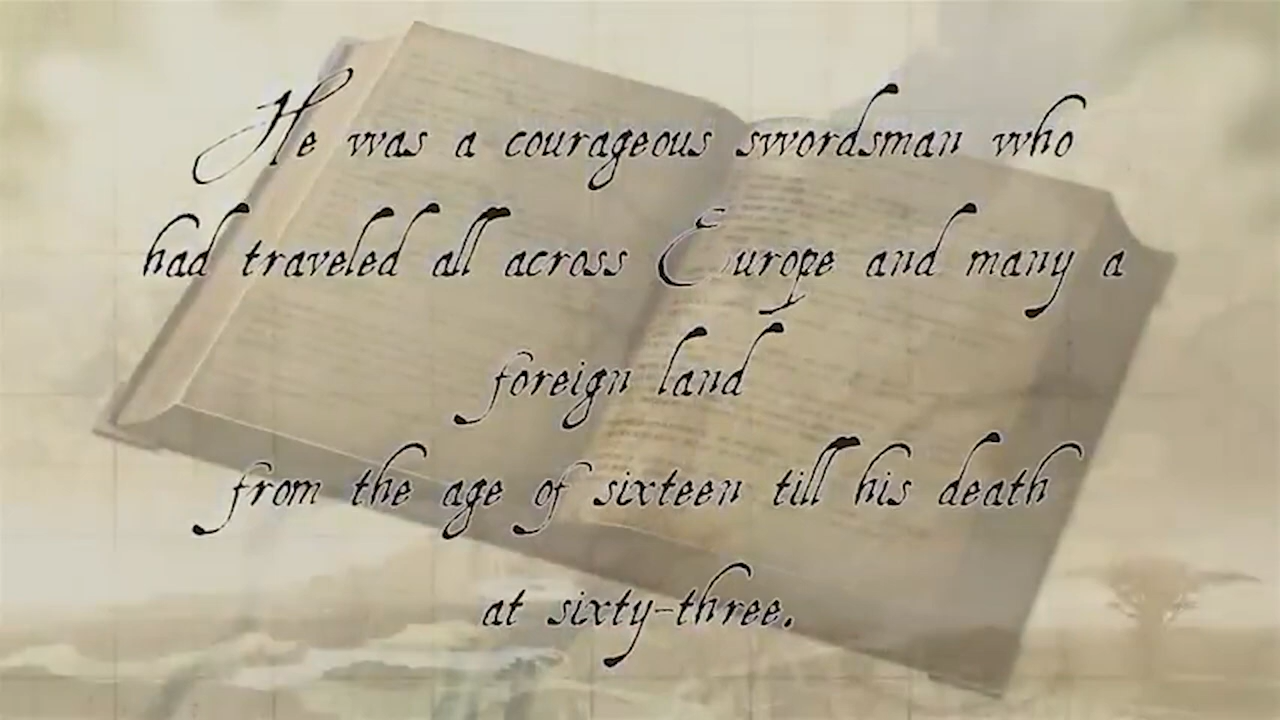 He was a courageous swordsman who
had traveled all across Europe and many a
foreign land
from the age of sixteen till his death
at sixty-three.